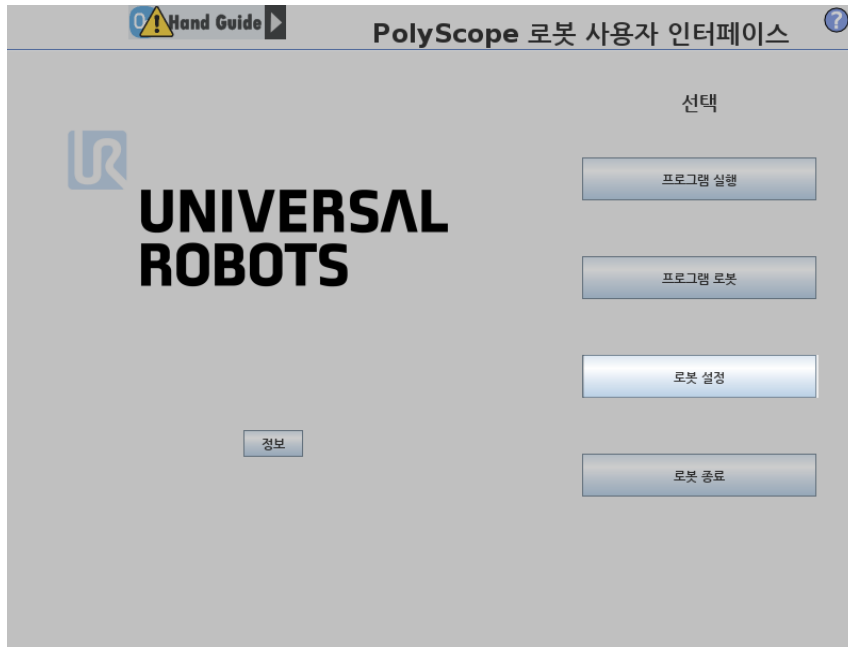 Hand Guide
PolyScope 로봇 사용자 인터페이스
?
선택
UR
UNIVERSAL
ROBOTS
프로그램 실행
프로그램 로봇
로봇 설정
정보
로봇 종료